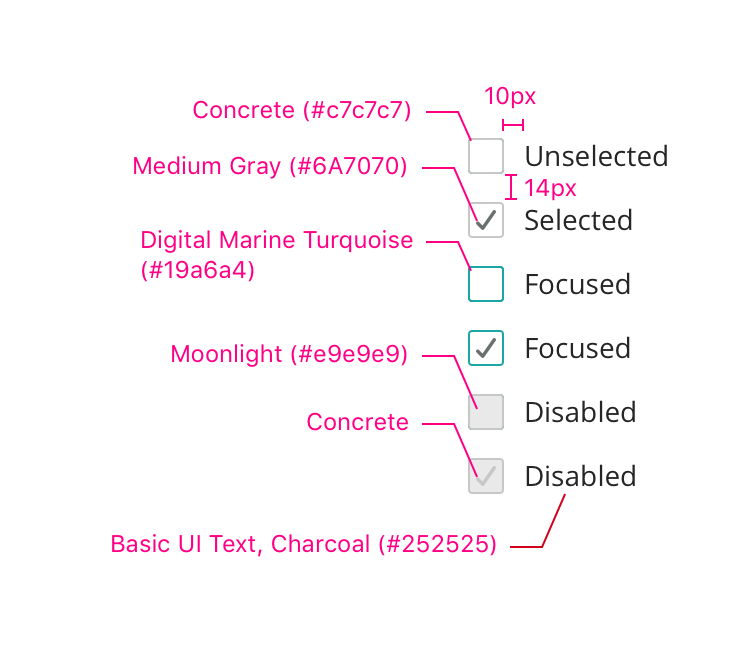 10px
Concrete (#c7c7c7)
Unselected
Medium Gray (#6A7070)
14px
Selected
Digital Marine Turquoise
(#19a6a4)
Focused
Moonlight (#e9e9e9)
Focused
Disabled
Concrete
Disabled
Basic UI Text, Charcoal (#252525)